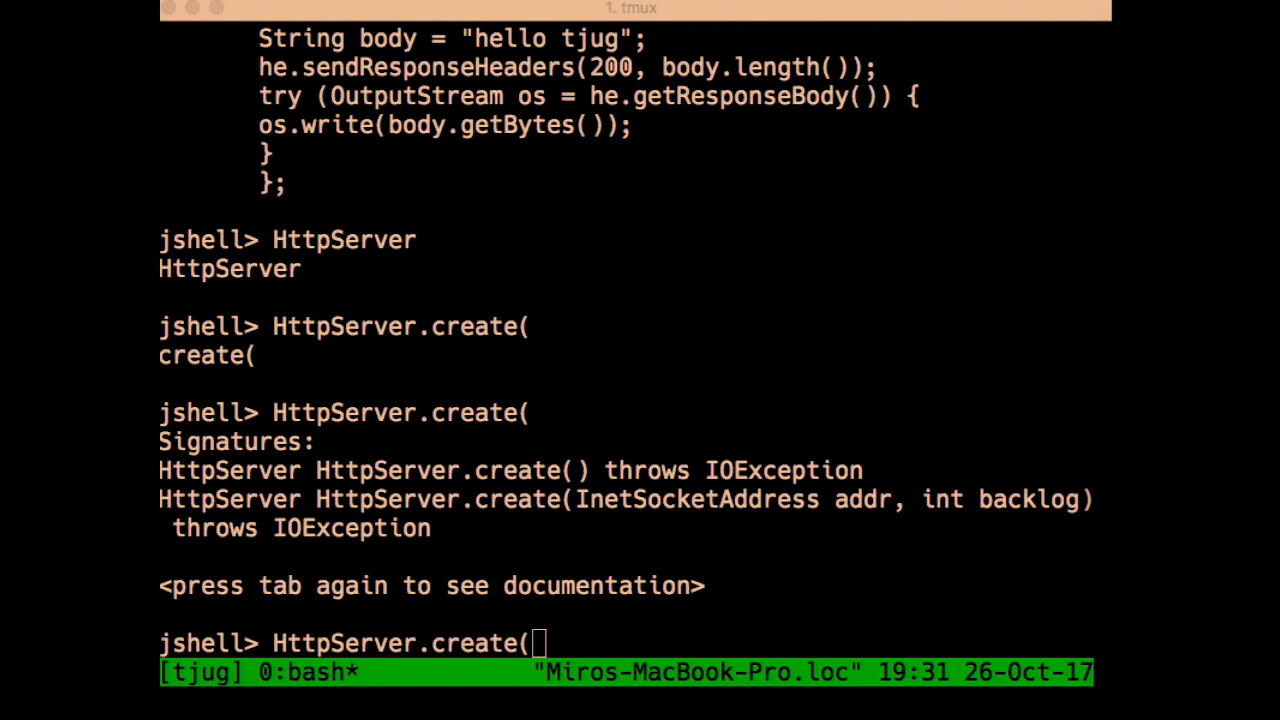 1. tmux
String body = "hello tjug";
he.sendResponseHeaders(200, body.length());
try (OutputStream os = he.getResponseBody()) {
os.write(body.getBytes());
}
};
jshell> HttpServer
HttpServer
jshell> HttpServer.create(
create(
jshell> HttpServer.create(
Signatures:
HttpServer HttpServer.create() throws IOException
HttpServer HttpServer.create(InetSocketAddress addr, int backlog)
throws IOException
<press tab again to see documentation>
jshell> HttpServer.create(
[tjug] 0:bash* "Miros-MacBook-Pro.loc" 19:31 26-Oct-17